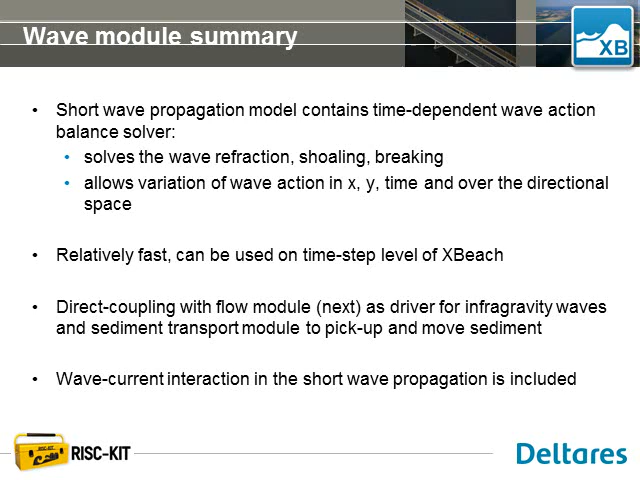 Wave module summary
XB
• Short wave propagation model contains time-dependent wave action
balance solver:
• solves the wave refraction, shoaling, breaking
• allows variation of wave action in x, y, time and over the directional
space
• Relatively fast, can be used on time-step level of XBeach
• Direct-coupling with flow module (next) as driver for infragravity waves
and sediment transport module to pick-up and move sediment
• Wave-current interaction in the short wave propagation is included
RISC-KIT
RISC-KIT
Deltares